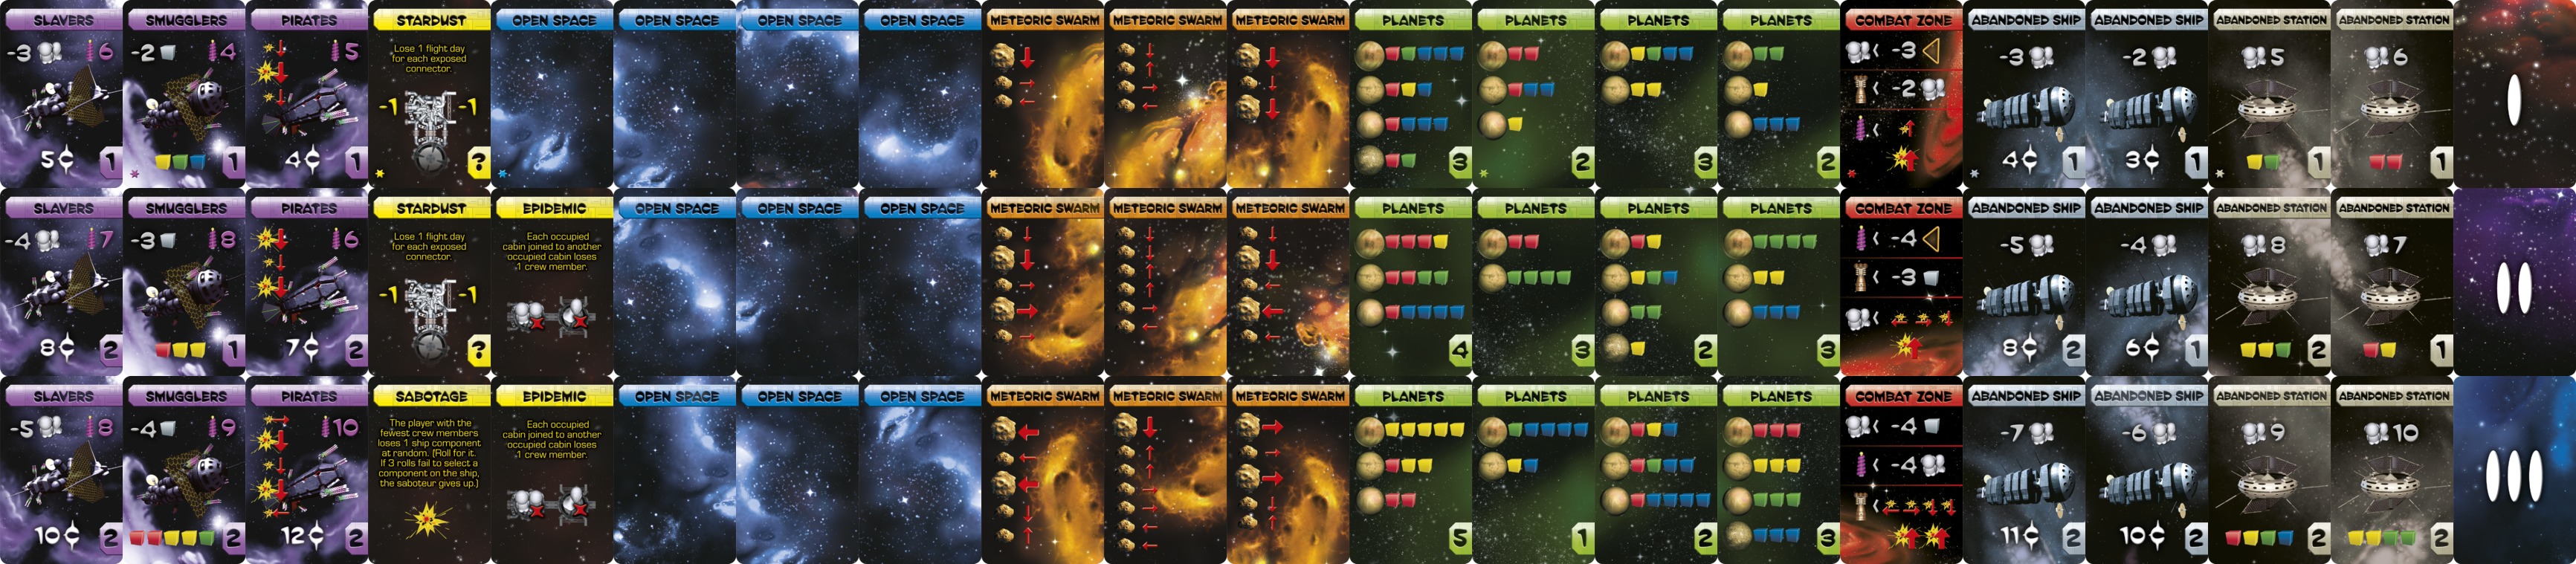 SLAVERS
-3 6
5 1
SMUGGLERS
-2 4
1
PIRATES
5
4 1
STARDUST
Lose 1 flight day
for each exposed
connector.
-1 -1
?
OPEN SPACE
OPEN SPACE
OPEN SPACE
OPEN SPACE
METEORIC SWARM
METEORIC SWARM
METEORIC SWARM
PLANETS
3
PLANETS
2
PLANETS
3
PLANETS
2
COMBAT ZONE
< -3
< -2
<
ABANDONED SHIP
-3
4 1
ABANDONED SHIP
-2
3 1
ABANDONED STATION
5
1
ABANDONED STATION
6
1
I
SLAVERS
-4 7
8 2
SMUGGLERS
-3 8
1
PIRATES
6
7 2
STARDUST
Lose 1 flight day
for each exposed
connector.
-1 -1
?
EPIDEMIC
Each occupied
cabin joined to another
occupied cabin loses
1 crew member.
OPEN SPACE
OPEN SPACE
OPEN SPACE
METEORIC SWARM
METEORIC SWARM
METEORIC SWARM
PLANETS
4
PLANETS
3
PLANETS
2
PLANETS
3
COMBAT ZONE
< -4
< -3
<
ABANDONED SHIP
-5
8 2
ABANDONED SHIP
-4
6 1
ABANDONED STATION
8
2
ABANDONED STATION
7
1
II
SLAVERS
-5 8
10 2
SMUGGLERS
-4 9
2
PIRATES
10
12 2
SABOTAGE
The player with the
fewest crew members
loses 1 ship component
at random. (Roll for it.
If 3 rolls fail to select a
component on the ship,
the saboteur gives up.)
EPIDEMIC
Each occupied
cabin joined to another
occupied cabin loses
1 crew member.
OPEN SPACE
OPEN SPACE
OPEN SPACE
METEORIC SWARM
METEORIC SWARM
METEORIC SWARM
PLANETS
5
PLANETS
1
PLANETS
2
PLANETS
3
COMBAT ZONE
< -4
< -4
<
ABANDONED SHIP
-7
11 2
ABANDONED SHIP
-6
10 2
ABANDONED STATION
9
2
ABANDONED STATION
10
2
III